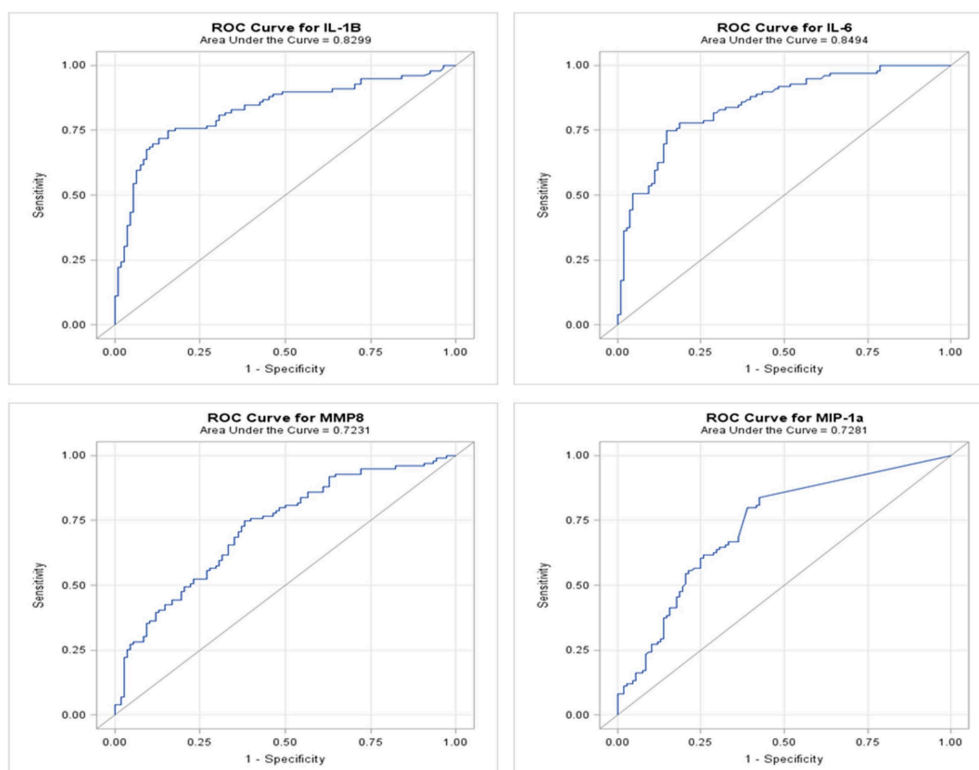 ROC Curve for IL-1B
Area Under the Curve = 0.8299
1.00
0.75
0.50
0.25
0.00
Sensitivity
0.00 0.25 0.50 0.75 1.00
1 - Specificity
ROC Curve for IL-6
Area Under the Curve = 0.8494
1.00
0.75
0.50
0.25
0.00
Sensitivity
0.00 0.25 0.50 0.75 1.00
1 - Specificity
ROC Curve for MMP8
Area Under the Curve = 0.7231
1.00
0.75
0.50
0.25
0.00
Sensitivity
0.00 0.25 0.50 0.75 1.00
1 - Specificity
ROC Curve for MIP-1a
Area Under the Curve = 0.7281
1.00
0.75
0.50
0.25
0.00
Sensitivity
0.00 0.25 0.50 0.75 1.00
1 - Specificity